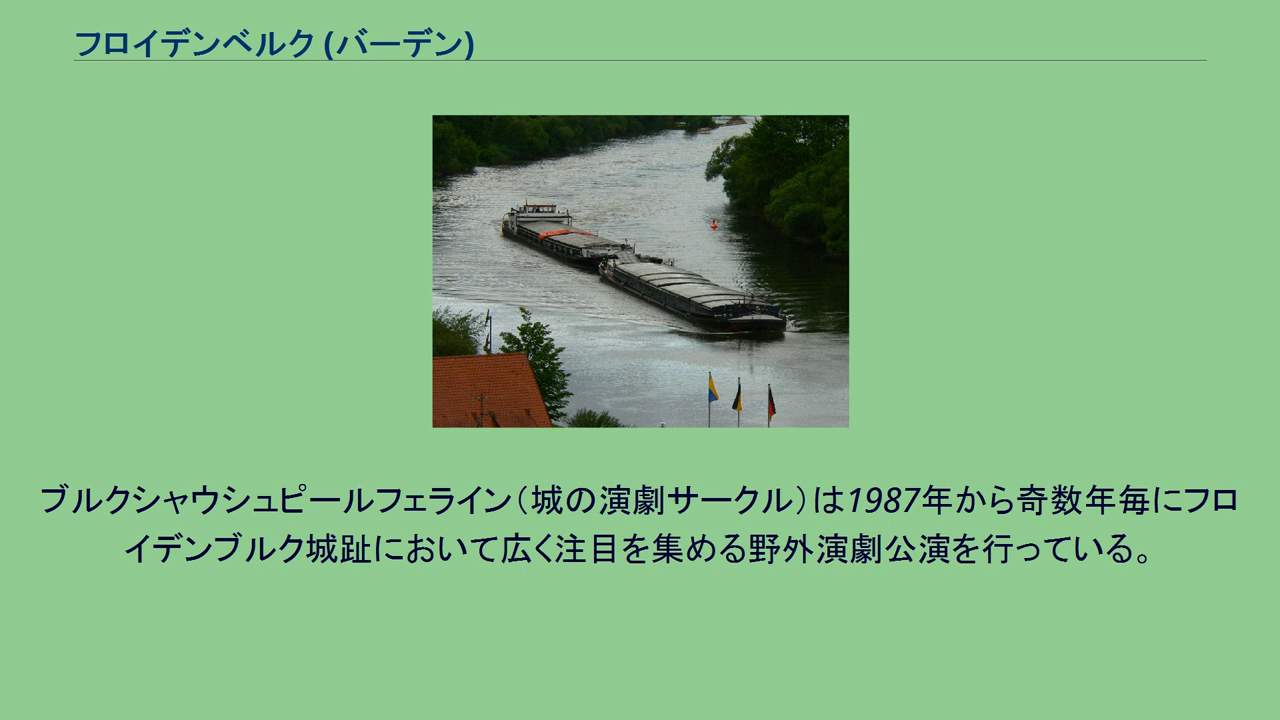 フロイデンベルク (バーデン)
ブルクシャウシュピールフェライン（城の演劇サークル）は1987年から奇数年毎にフロ
イデンブルク城趾において広く注目を集める野外演劇公演を行っている。